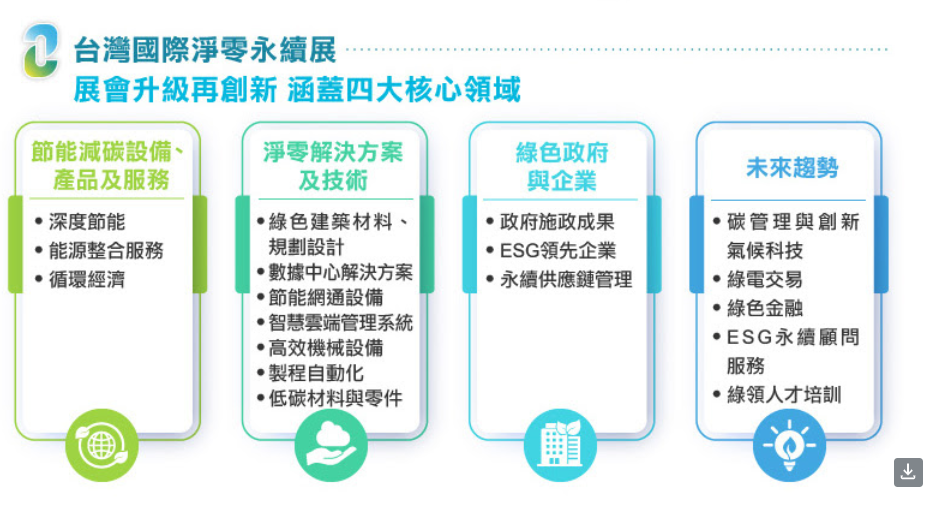 台灣國際淨零永續展
展會升級再創新 涵蓋四大核心領域
節能減碳設備、
產品及服務
• 深度節能
• 能源整合服務
• 循環經濟
淨零解決方案
及技術
• 綠色建築材料、
規劃設計
• 數據中心解決方案
• 節能網通設備
• 智慧雲端管理系統
• 高效機械設備
• 製程自動化
• 低碳材料與零件
綠色政府
與企業
• 政府施政成果
• ESG領先企業
• 永續供應鏈管理
未來趨勢
• 碳管理與創新
氣候科技
• 綠電交易
• 綠色金融
• ESG永續顧問
服務
• 綠領人才培訓